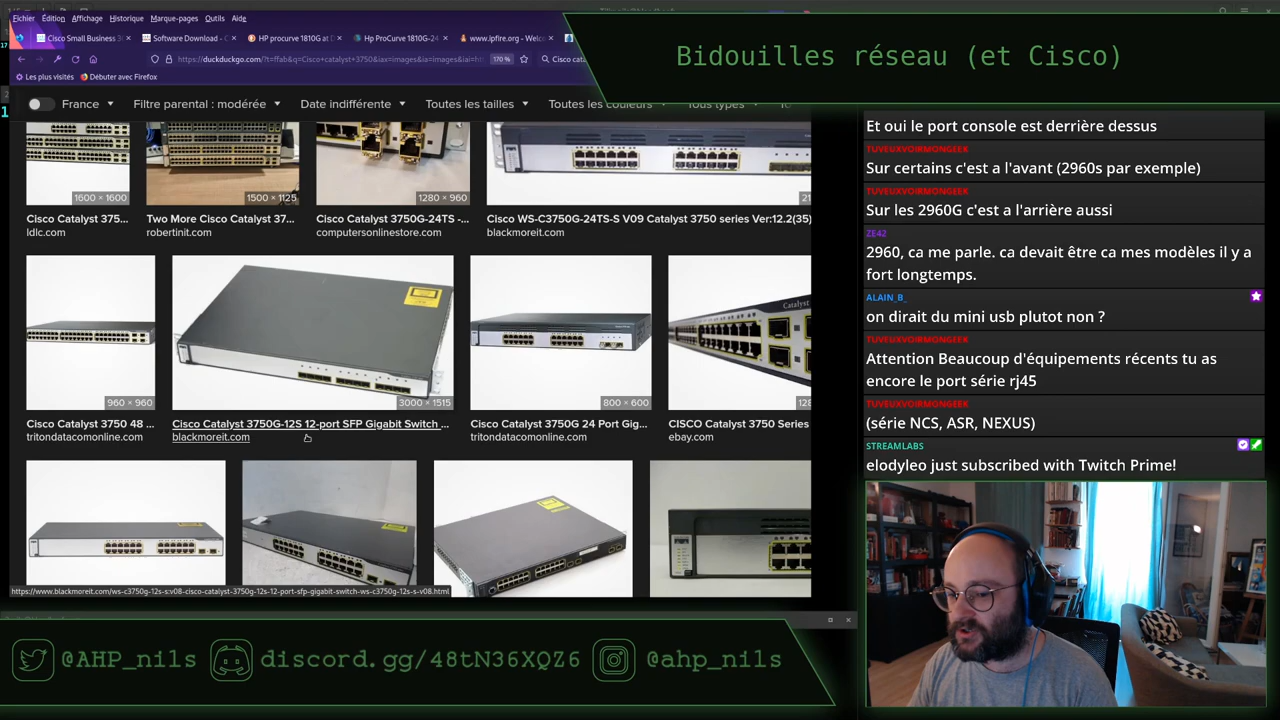 Fichier Édition Affichage Historique Marque-pages Outils Aide
Cisco Small Business 3
Software Download - C
HP procurve 1810G at D
Hp ProCurve 1810G-24
www.ipfire.org - Welcom
https://duckduckgo.com/?t=ffab&q=Cisco+catalyst+3750&iax=images&ia=images&iai=ht
170 %
Cisco cata
Les plus visités
Débuter avec Firefox
Bidouilles réseau (et Cisco)
France
Filtre parental : modérée
Date indifférente
Toutes les tailles
Toutes les couleurs
Tous types
1600 × 1600
1500 × 1125
1280 × 960
21
Cisco Catalyst 375...
ldlc.com
Two More Cisco Catalyst 37...
robertinit.com
Cisco Catalyst 3750G-24TS -...
computersonlinestore.com
Cisco WS-C3750G-24TS-S V09 Catalyst 3750 series Ver:12.2(35)
blackmoreit.com
Catalyst
960 × 960
3000 × 1515
800 × 600
128
Cisco Catalyst 3750 48 ...
tritondatacomonline.com
Cisco Catalyst 3750G-12S 12-port SFP Gigabit Switch ...
blackmoreit.com
Cisco Catalyst 3750G 24 Port Gig...
tritondatacomonline.com
CISCO Catalyst 3750 Series
ebay.com
https://www.blackmoreit.com/ws-c3750g-12s-s-v08-cisco-catalyst-3750g-12s-12-port-sfp-gigabit-switch-ws-c3750g-12s-s-v08.html
Et oui le port console est derrière dessus
TUVEUXVOIRMONGEEK
Sur certains c'est a l'avant (2960s par exemple)
TUVEUXVOIRMONGEEK
Sur les 2960G c'est a l'arrière aussi
ZE42
2960, ca me parle. ca devait être ca mes modèles il y a
fort longtemps.
ALAIN_B_
on dirait du mini usb plutot non ?
TUVEUXVOIRMONGEEK
Attention Beaucoup d'équipements récents tu as
encore le port série rj45
TUVEUXVOIRMONGEEK
(série NCS, ASR, NEXUS)
STREAMLABS
elodyleo just subscribed with Twitch Prime!
@AHP_nils
discord.gg/48tN36XQZ6
@ahp_nils